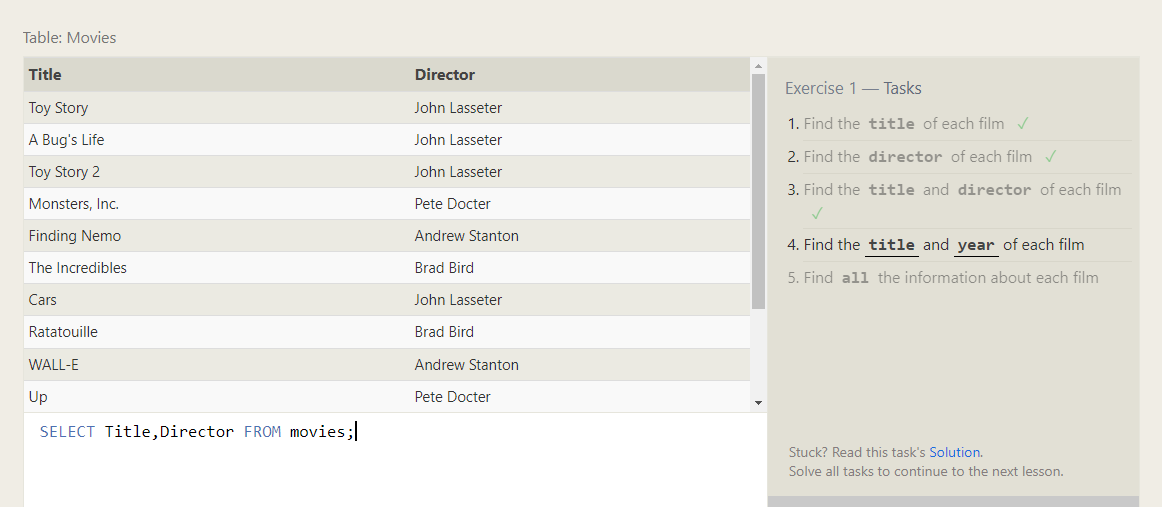 Table: Movies
Title Director
Toy Story John Lasseter
A Bug's Life John Lasseter
Toy Story 2 John Lasseter
Monsters, Inc. Pete Docter
Finding Nemo Andrew Stanton
The Incredibles Brad Bird
Cars John Lasseter
Ratatouille Brad Bird
WALL-E Andrew Stanton
Up Pete Docter
SELECT Title,Director FROM movies;
Exercise 1 — Tasks
1. Find the title of each film ✓
2. Find the director of each film ✓
3. Find the title and director of each film
✓
4. Find the title and year of each film
5. Find all the information about each film
Stuck? Read this task's Solution.
Solve all tasks to continue to the next lesson.